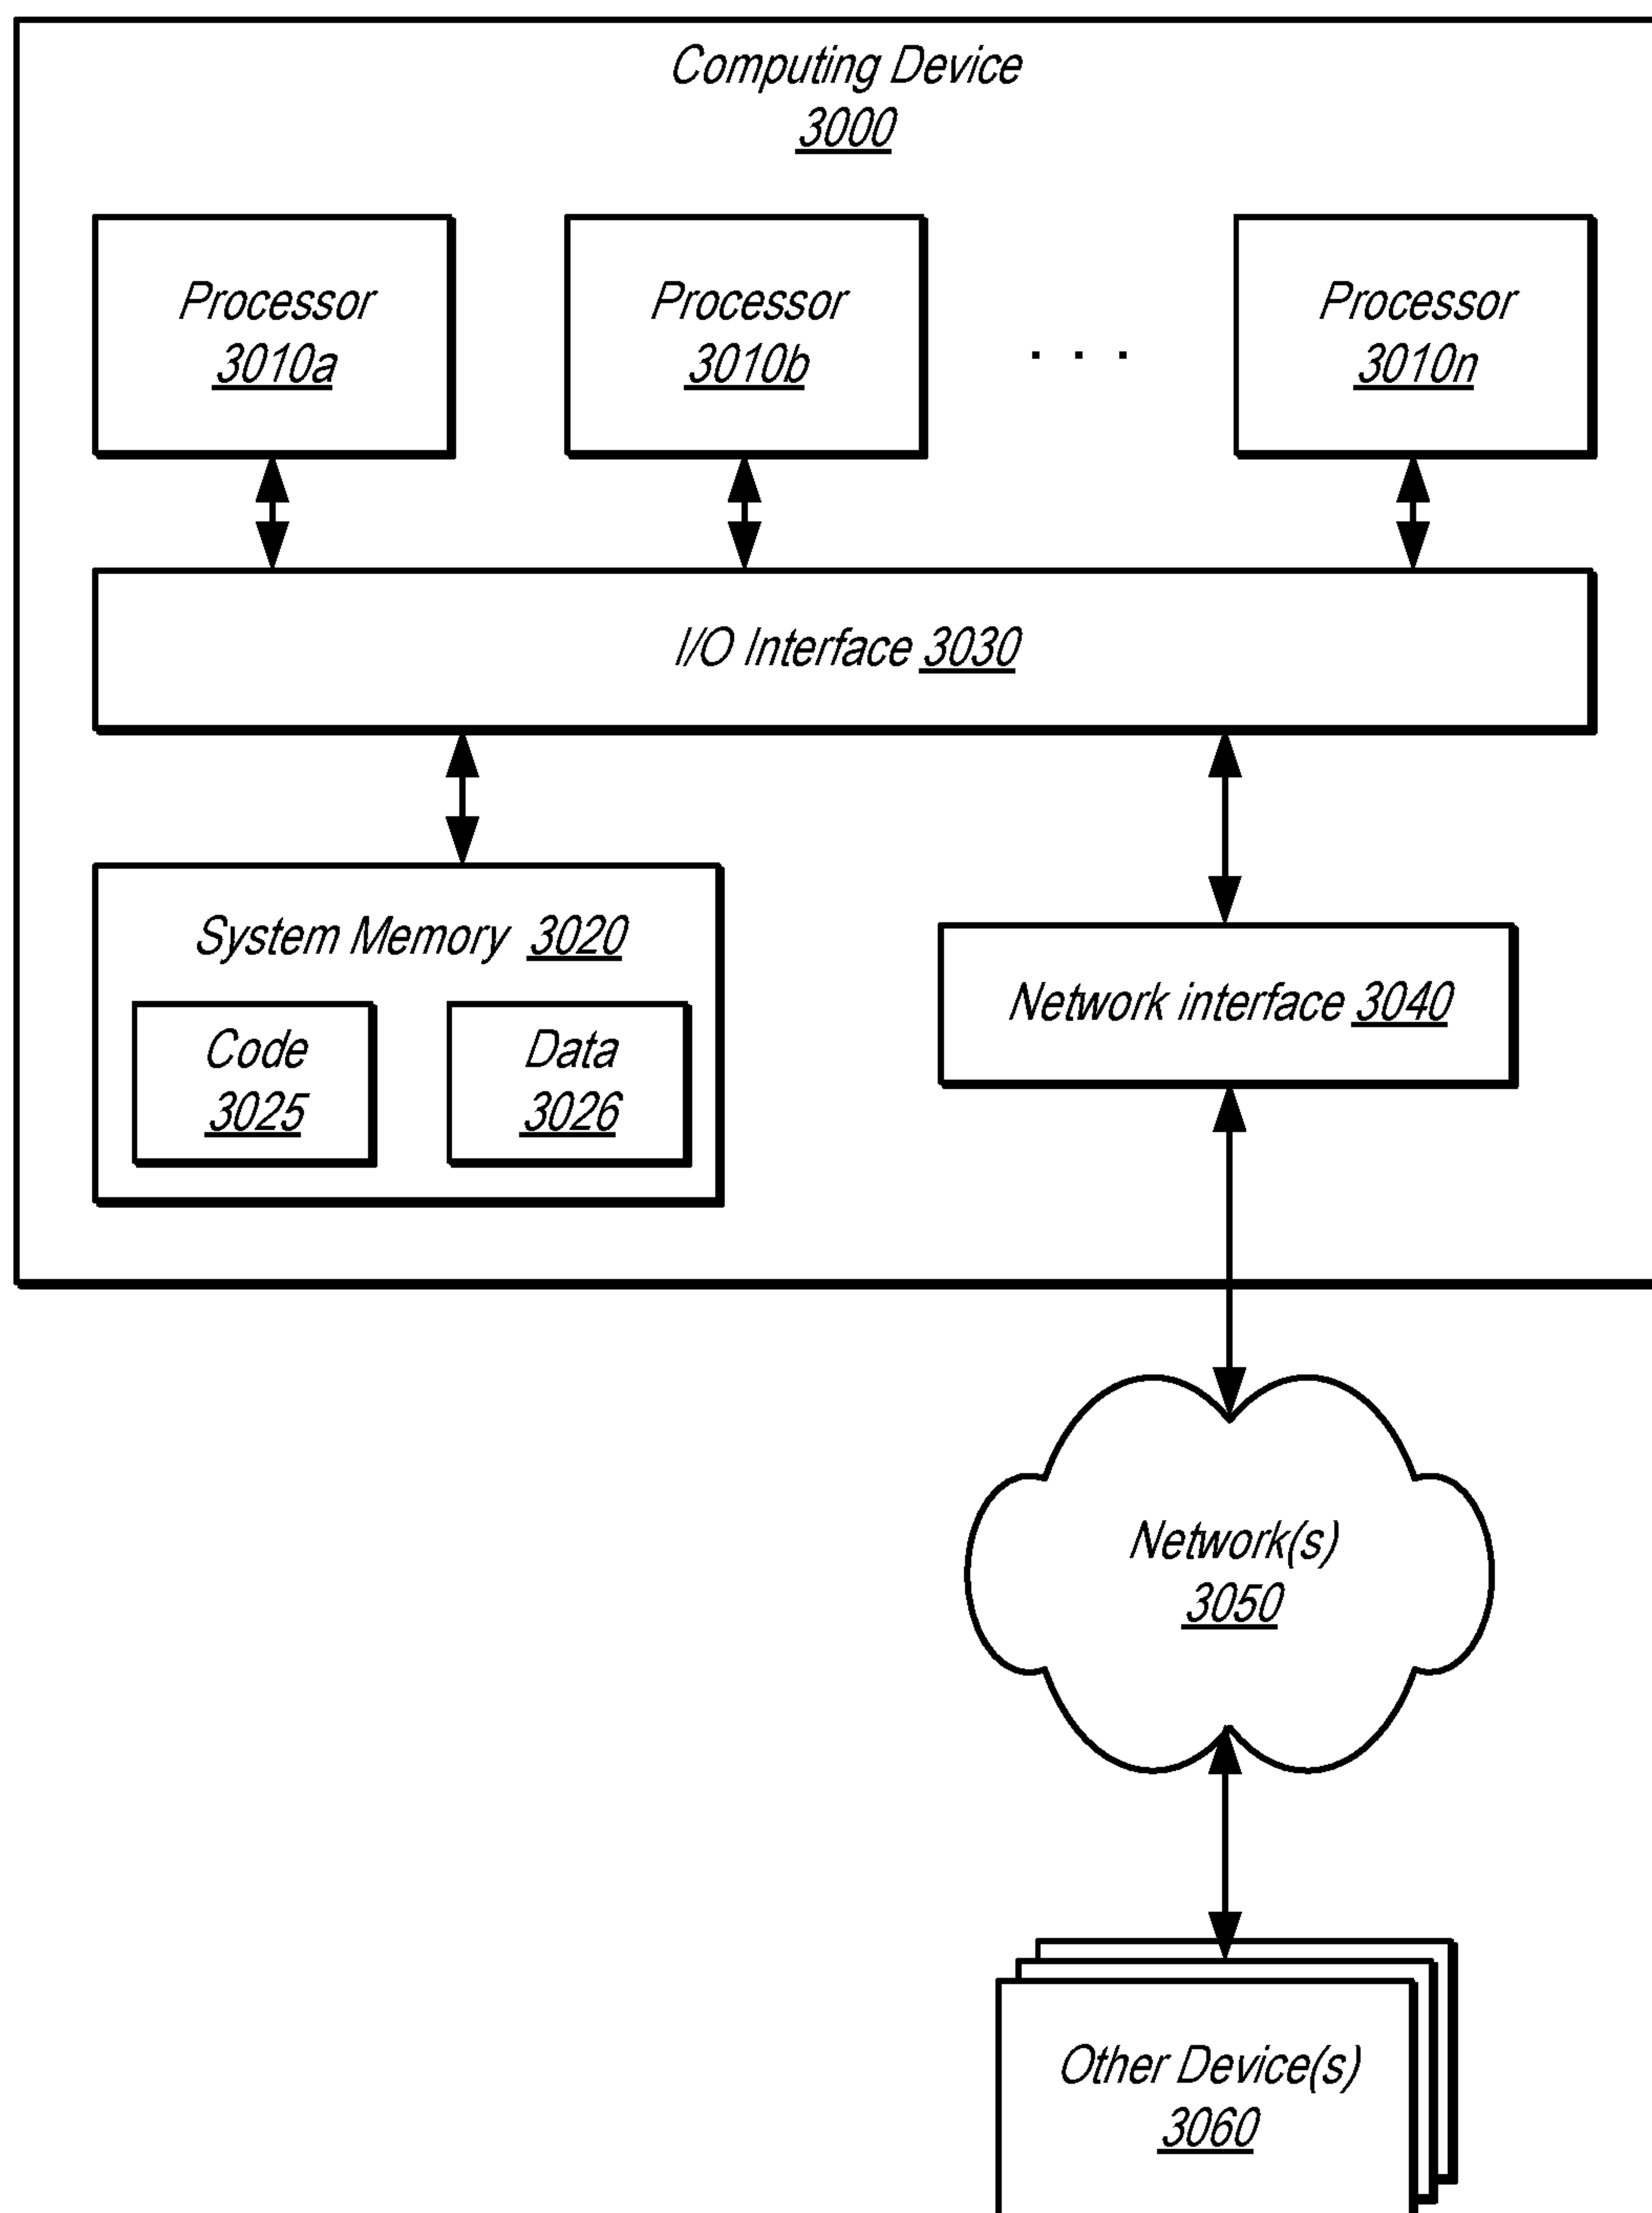 Computing Device
3000
Processor
3010a
Processor
3010b
. . .
Processor
3010n
I/O Interface 3030
System Memory 3020
Code
3025
Data
3026
Network interface 3040
Network(s)
3050
Other Device(s)
3060